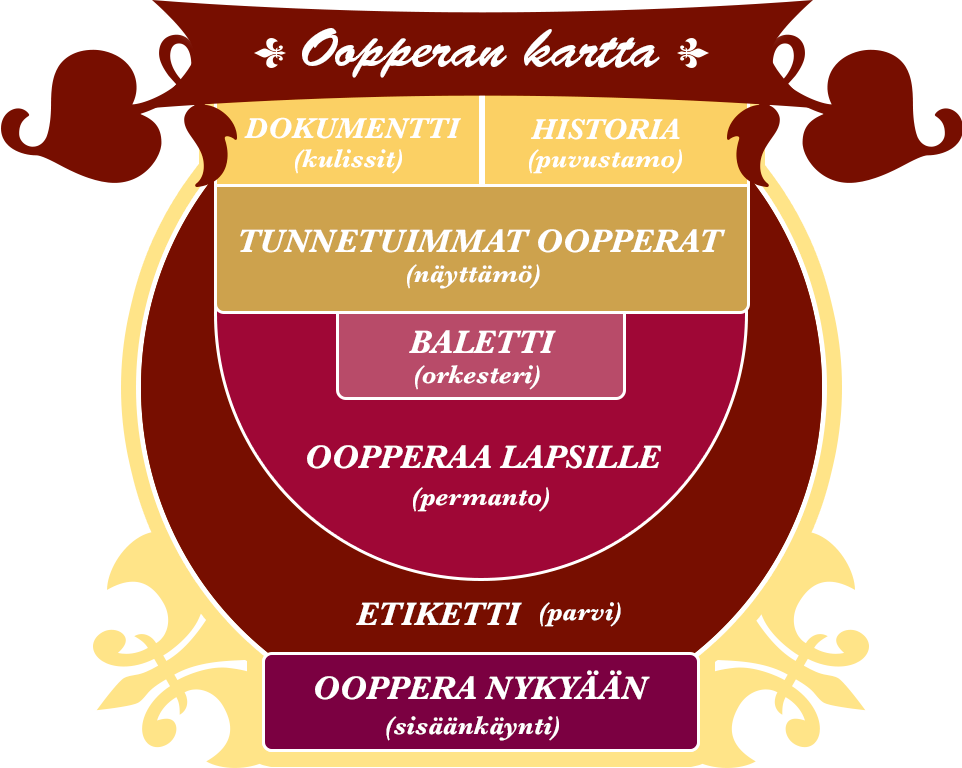 Oopperan kartta
DOKUMENTTI
(kulissit)
HISTORIA
(puvustamo)
TUNNETUIMMAT OOPPERAT
(näyttämö)
BALETTI
(orkesteri)
OOPPERAA LAPSILLE
(permanto)
ETIKETTI (parvi)
OOPPERA NYKYÄÄN
(sisäänkäynti)